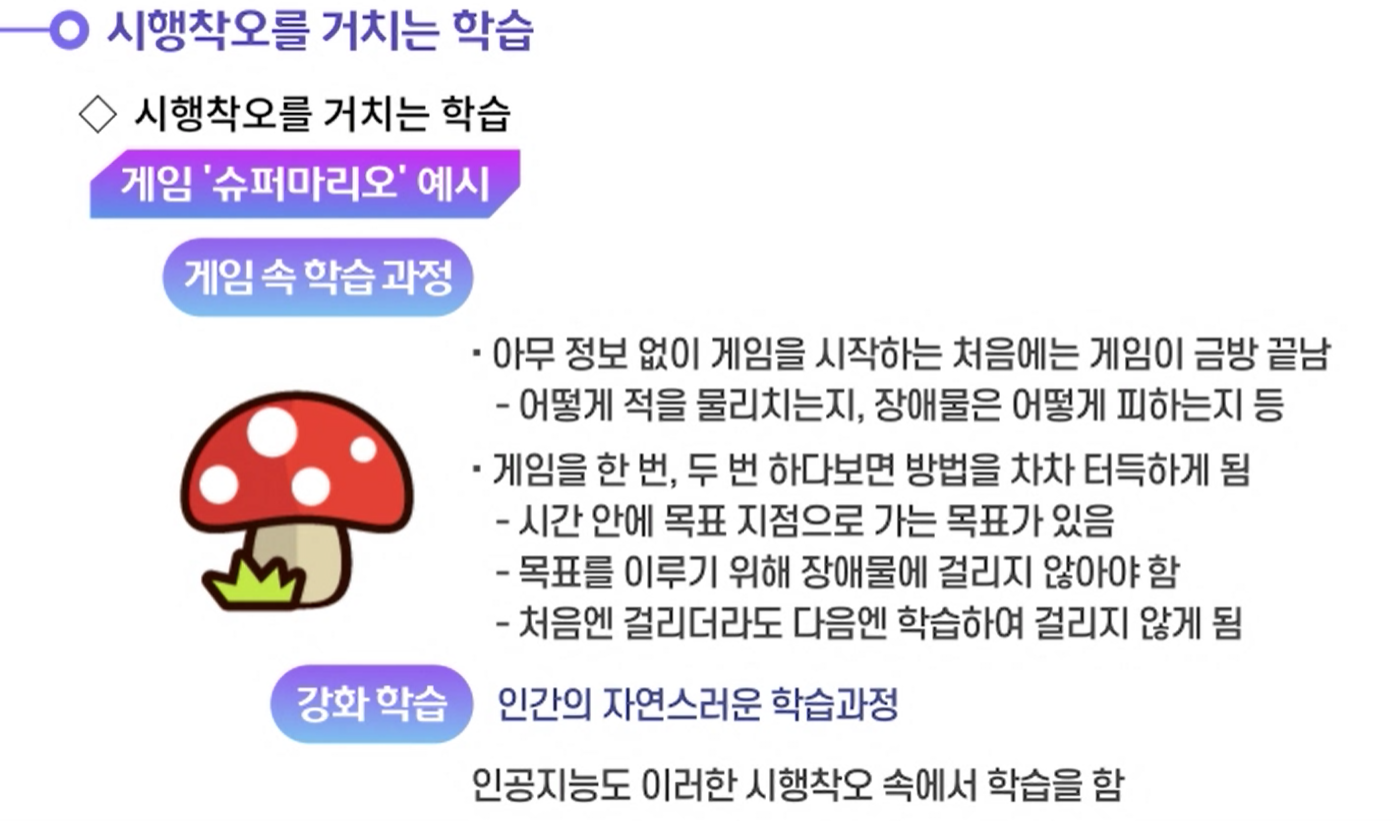 시행착오를 거치는 학습
◇ 시행착오를 거치는 학습
게임 '슈퍼마리오' 예시
게임 속 학습 과정
· 아무 정보 없이 게임을 시작하는 처음에는 게임이 금방 끝남
- 어떻게 적을 물리치는지, 장애물은 어떻게 피하는지 등
· 게임을 한 번, 두 번 하다보면 방법을 차차 터득하게 됨
- 시간 안에 목표 지점으로 가는 목표가 있음
- 목표를 이루기 위해 장애물에 걸리지 않아야 함
- 처음엔 걸리더라도 다음엔 학습하여 걸리지 않게 됨
강화 학습 인간의 자연스러운 학습과정
인공지능도 이러한 시행착오 속에서 학습을 함